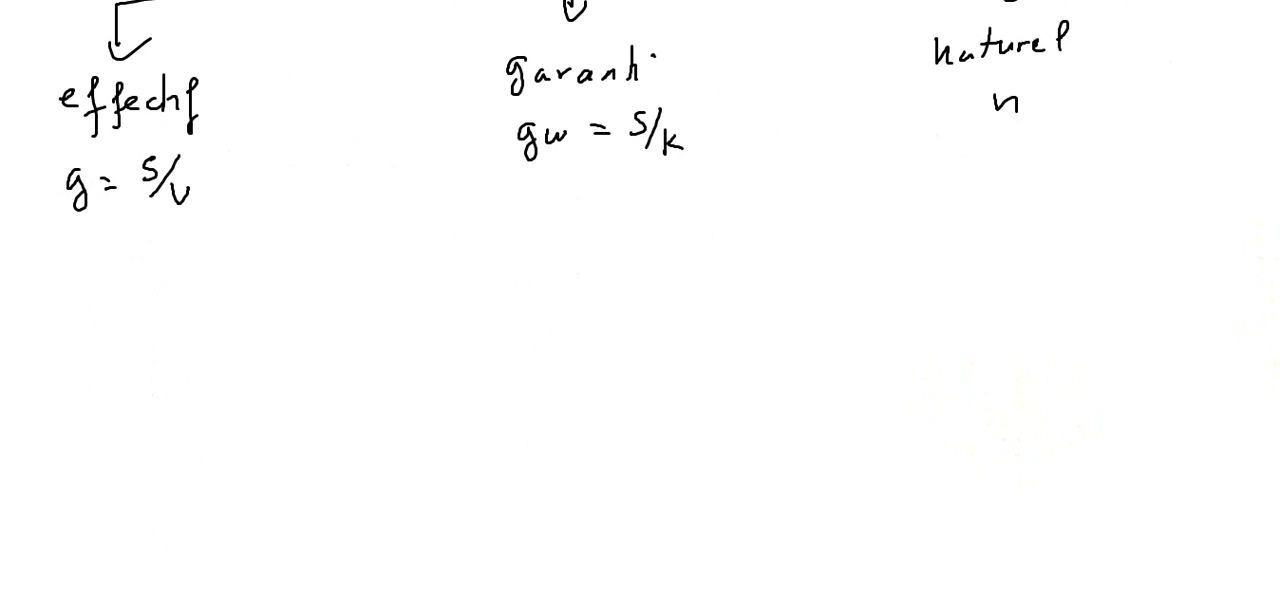 effectif
g = s/v
garanti
gw = s/k
naturel
n